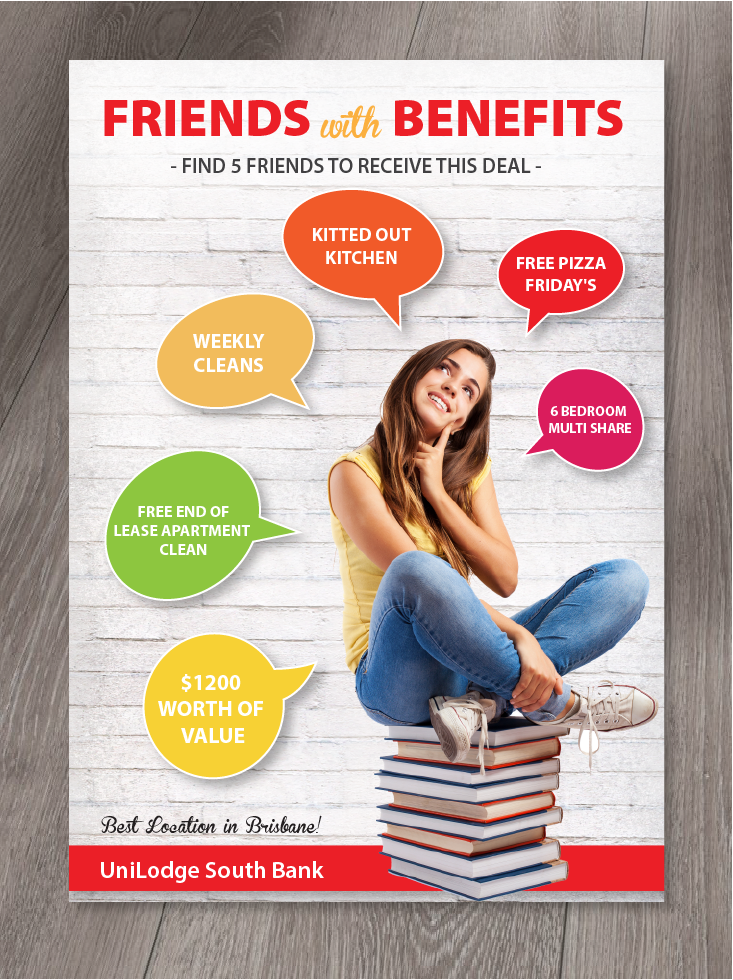 FRIENDS with BENEFITS
- FIND 5 FRIENDS TO RECEIVE THIS DEAL -
KITTED OUT
KITCHEN
FREE PIZZA
FRIDAY'S
WEEKLY
CLEANS
6 BEDROOM
MULTI SHARE
FREE END OF
LEASE APARTMENT
CLEAN
$1200
WORTH OF
VALUE
Best Location in Brisbane!
UniLodge South Bank